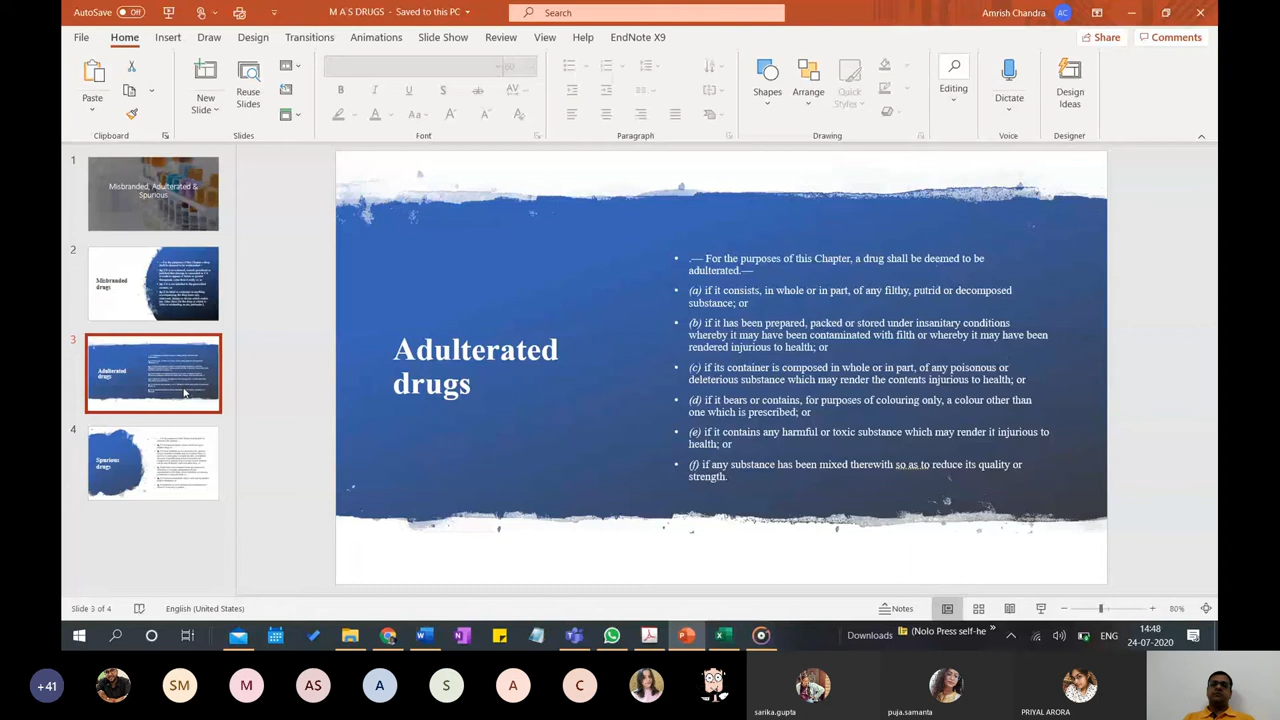 AutoSave Off
M A S DRUGS - Saved to this PC
Search
Amrish Chandra AC
File Home Insert Draw Design Transitions Animations Slide Show Review View Help EndNote X9
Share Comments
Paste
New
Slide
Reuse
Slides
B I U S
AV
Aa
A A
Shapes
Arrange
Quick
Styles
Editing
Dictate
Design
Ideas
Clipboard Slides Font Paragraph Drawing Voice Designer
1
Misbranded, Adulterated &
Spurious
2
Misbranded
drugs
3
Adulterated
drugs
4
Spurious
drugs
Adulterated
drugs
• .— For the purposes of this Chapter, a drug shall be deemed to be
adulterated.—
• (a) if it consists, in whole or in part, of any filthy, putrid or decomposed
substance; or
• (b) if it has been prepared, packed or stored under insanitary conditions
whereby it may have been contaminated with filth or whereby it may have been
rendered injurious to health; or
• (c) if its container is composed in whole or in part, of any poisonous or
deleterious substance which may render the contents injurious to health; or
• (d) if it bears or contains, for purposes of colouring only, a colour other than
one which is prescribed; or
• (e) if it contains any harmful or toxic substance which may render it injurious to
health; or
• (f) if any substance has been mixed therewith so as to reduce its quality or
strength.
Slide 3 of 4 English (United States)
Notes
80%
Downloads
(Nolo Press self-he
ENG
14:48
24-07-2020
+41
SM
M
AS
A
S
A
C
sarika.gupta
puja.samanta
PRIYAL ARORA